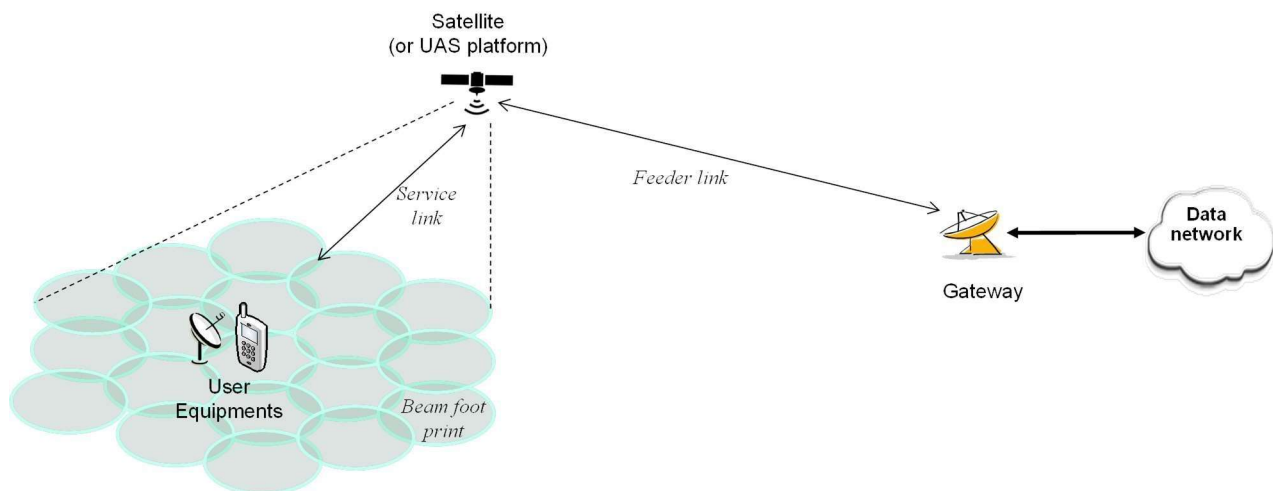 Satellite
(or UAS platform)
Service
link
Feeder link
Data
network
Gateway
User
Equipments
Beam foot
print